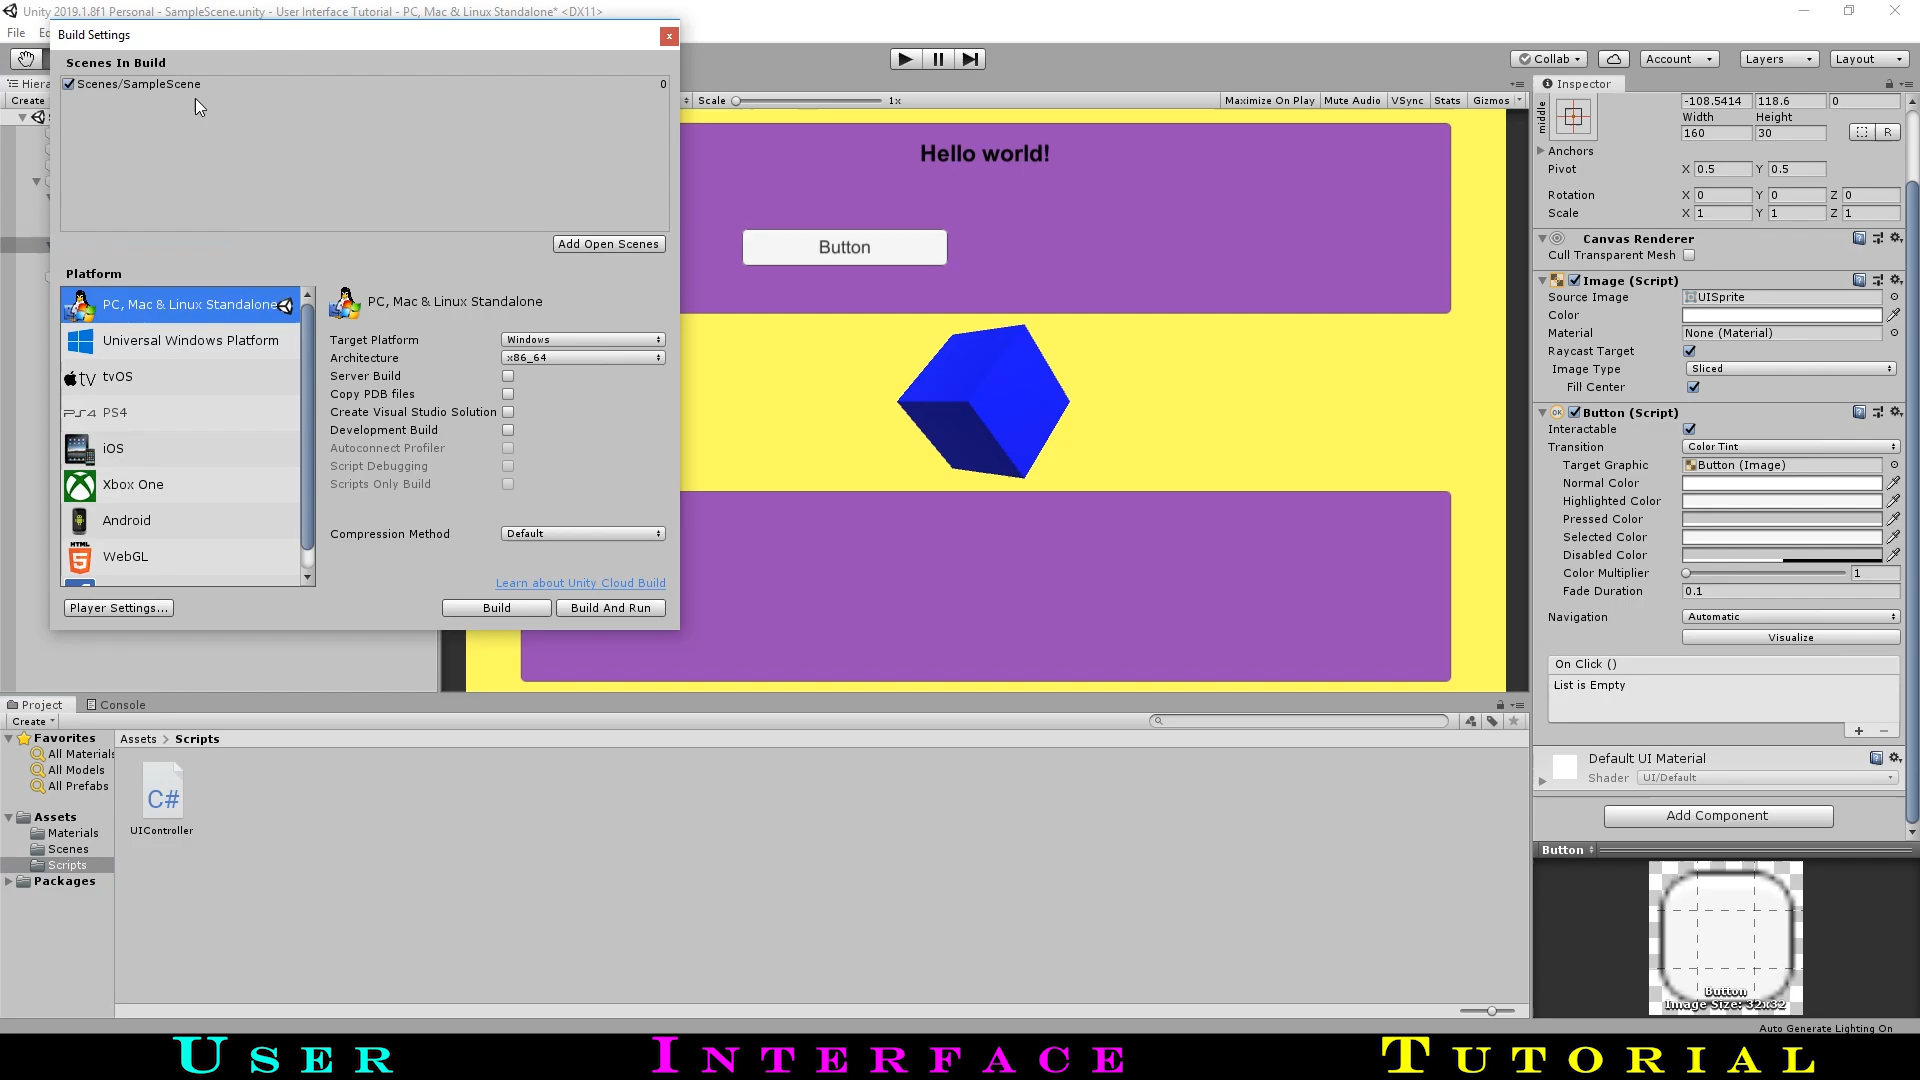 Unity 2019.1.8f1 Personal - SampleScene.unity - User Interface Tutorial - PC, Mac & Linux Standalone* <DX11>
File
Build Settings
Scenes In Build
Scenes/SampleScene 0
Add Open Scenes
Platform
PC, Mac & Linux Standalone
Universal Windows Platform
tvOS
PS4
iOS
Xbox One
Android
WebGL
PC, Mac & Linux Standalone
Target Platform Windows
Architecture x86_64
Server Build
Copy PDB files
Create Visual Studio Solution
Development Build
Autoconnect Profiler
Script Debugging
Scripts Only Build
Compression Method Default
Learn about Unity Cloud Build
Player Settings... Build Build And Run
Create
Collab Account Layers Layout
Scale 1x Maximize On Play Mute Audio VSync Stats Gizmos
Hello world!
Button
Inspector
middle
-108.5414 118.6 0
Width Height
160 30 R
Anchors
Pivot X 0.5 Y 0.5
Rotation X 0 Y 0 Z 0
Scale X 1 Y 1 Z 1
Canvas Renderer
Cull Transparent Mesh
Image (Script)
Source Image UISprite
Color
Material None (Material)
Raycast Target
Image Type Sliced
Fill Center
Button (Script)
Interactable
Transition Color Tint
Target Graphic Button (Image)
Normal Color
Highlighted Color
Pressed Color
Selected Color
Disabled Color
Color Multiplier 1
Fade Duration 0.1
Navigation Automatic
Visualize
On Click ()
List is Empty
Default UI Material
Shader UI/Default
Add Component
Button
Button
Image Size: 32x32
Project Console
Create
Favorites
All Materials
All Models
All Prefabs
Assets
Materials
Scenes
Scripts
Packages
Assets > Scripts
C#
UIController
Auto Generate Lighting On
USER INTERFACE TUTORIAL